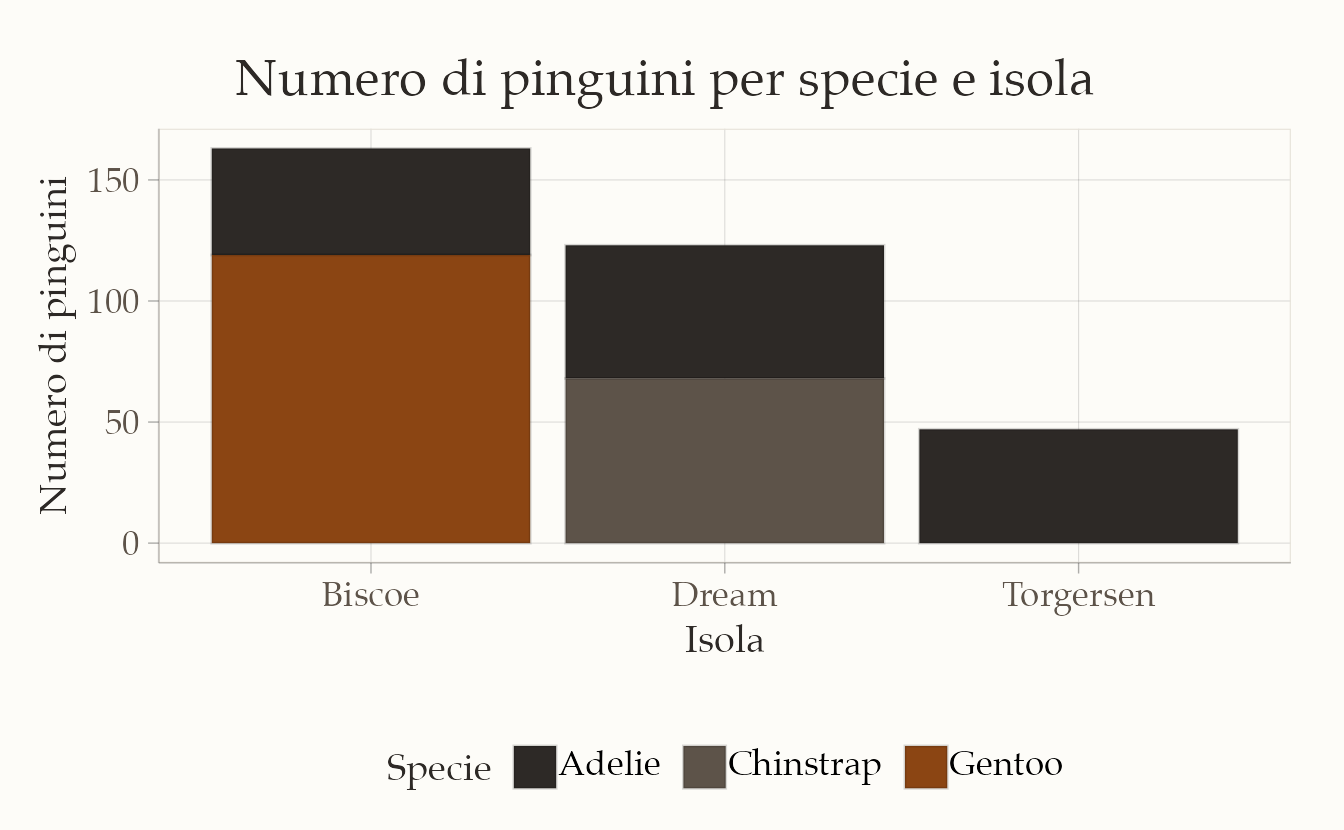 Numero di pinguini per specie e isola
Numero di pinguini
150
100
50
0
Biscoe Dream Torgersen
Isola
Specie Adelie Chinstrap Gentoo